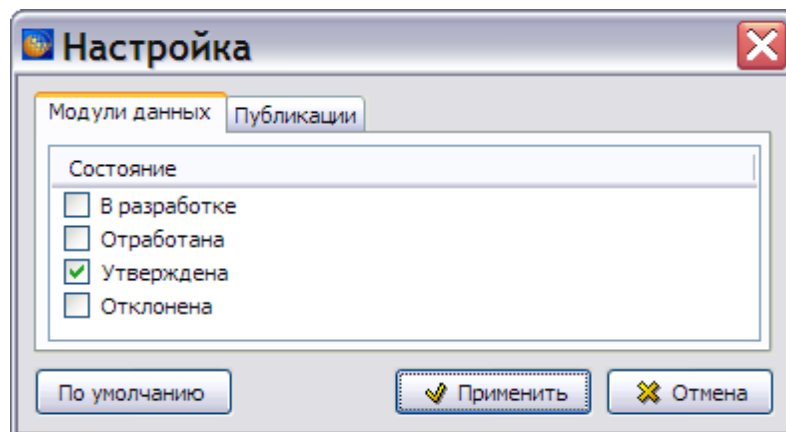 Настройка
Модули данных Публикации
Состояние
В разработке
Отработана
Утверждена
Отклонена
По умолчанию Применить Отмена